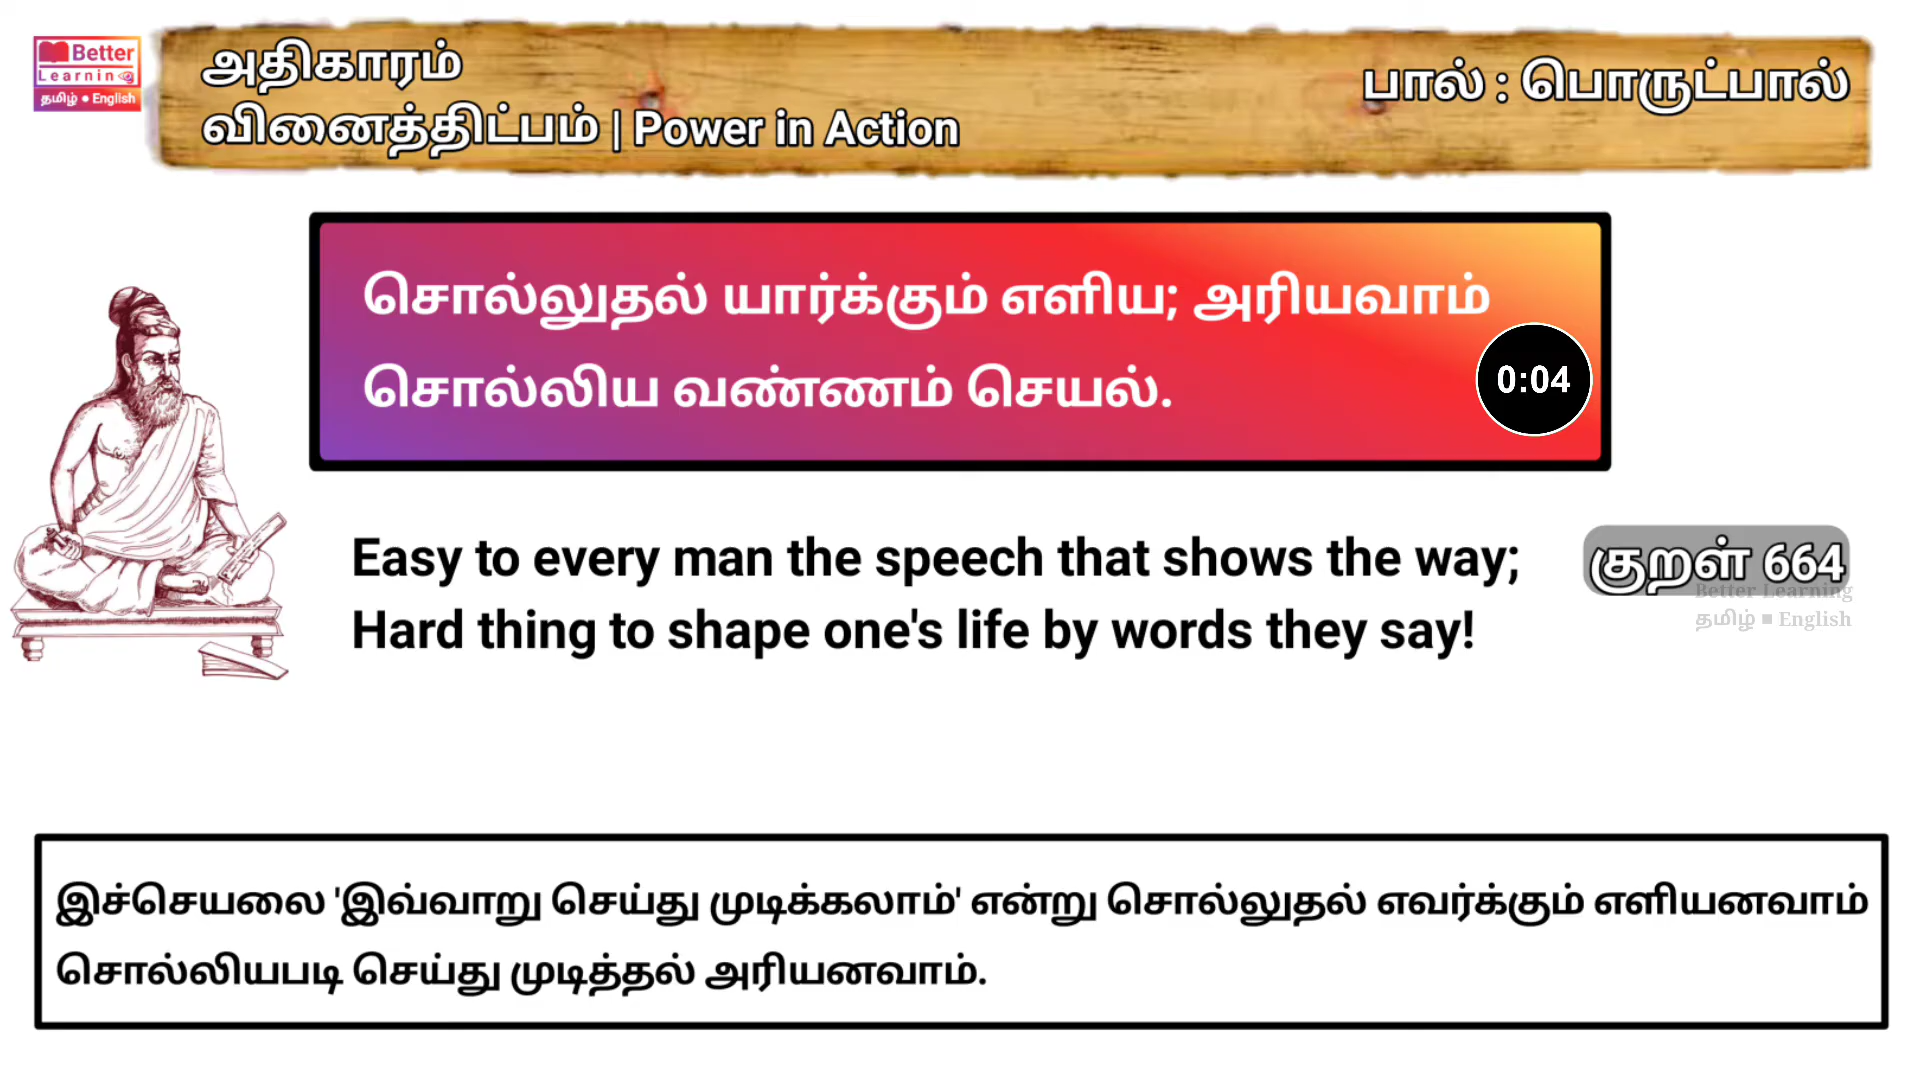 Better
Learning
தமிழ் ● English
அதிகாரம்
வினைத்திட்பம் | Power in Action
பால் : பொருட்பால்
சொல்லுதல் யார்க்கும் எளிய; அரியவாம்
சொல்லிய வண்ணம் செயல்.
0:04
Easy to every man the speech that shows the way;
Hard thing to shape one's life by words they say!
குறள் 664
Better Learning
தமிழ் ■ English
இச்செயலை 'இவ்வாறு செய்து முடிக்கலாம்' என்று சொல்லுதல் எவர்க்கும் எளியனவாம்
சொல்லியபடி செய்து முடித்தல் அரியனவாம்.